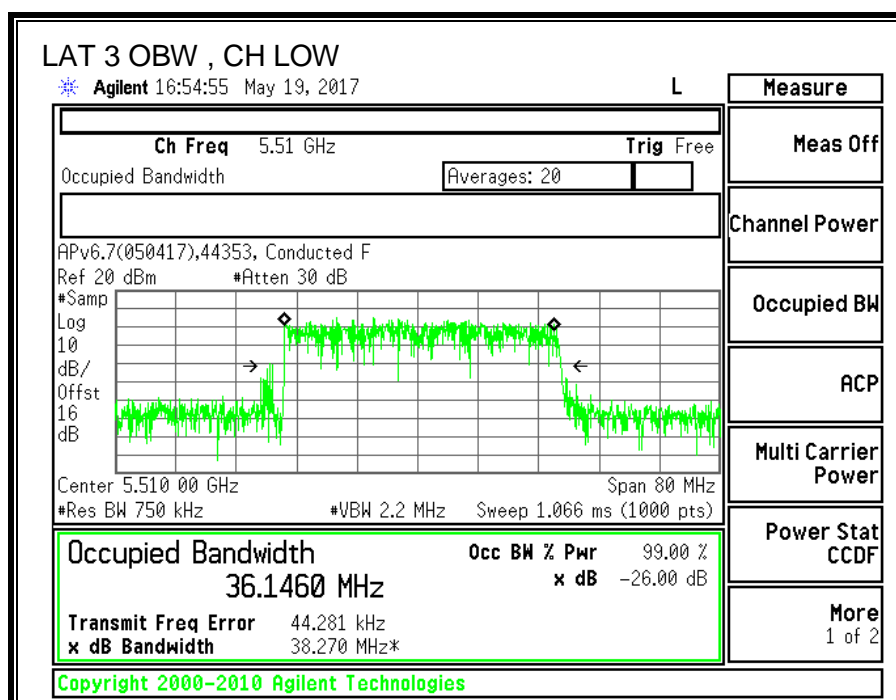 LAT 3 OBW , CH LOW
Agilent 16:54:55 May 19, 2017 L
Measure
Ch Freq 5.51 GHz Trig Free
Meas Off
Occupied Bandwidth Averages: 20
Channel Power
APv6.7(050417),44353, Conducted F
Ref 20 dBm #Atten 30 dB
#Samp
Log
10
dB/
Offst
16
dB
Occupied BW
ACP
Multi Carrier
Power
Center 5.510 00 GHz Span 80 MHz
#Res BW 750 kHz #VBW 2.2 MHz Sweep 1.066 ms (1000 pts)
Power Stat
CCDF
Occupied Bandwidth Occ BW % Pwr 99.00 %
36.1460 MHz x dB -26.00 dB
Transmit Freq Error 44.281 kHz
x dB Bandwidth 38.270 MHz*
More
1 of 2
Copyright 2000-2010 Agilent Technologies